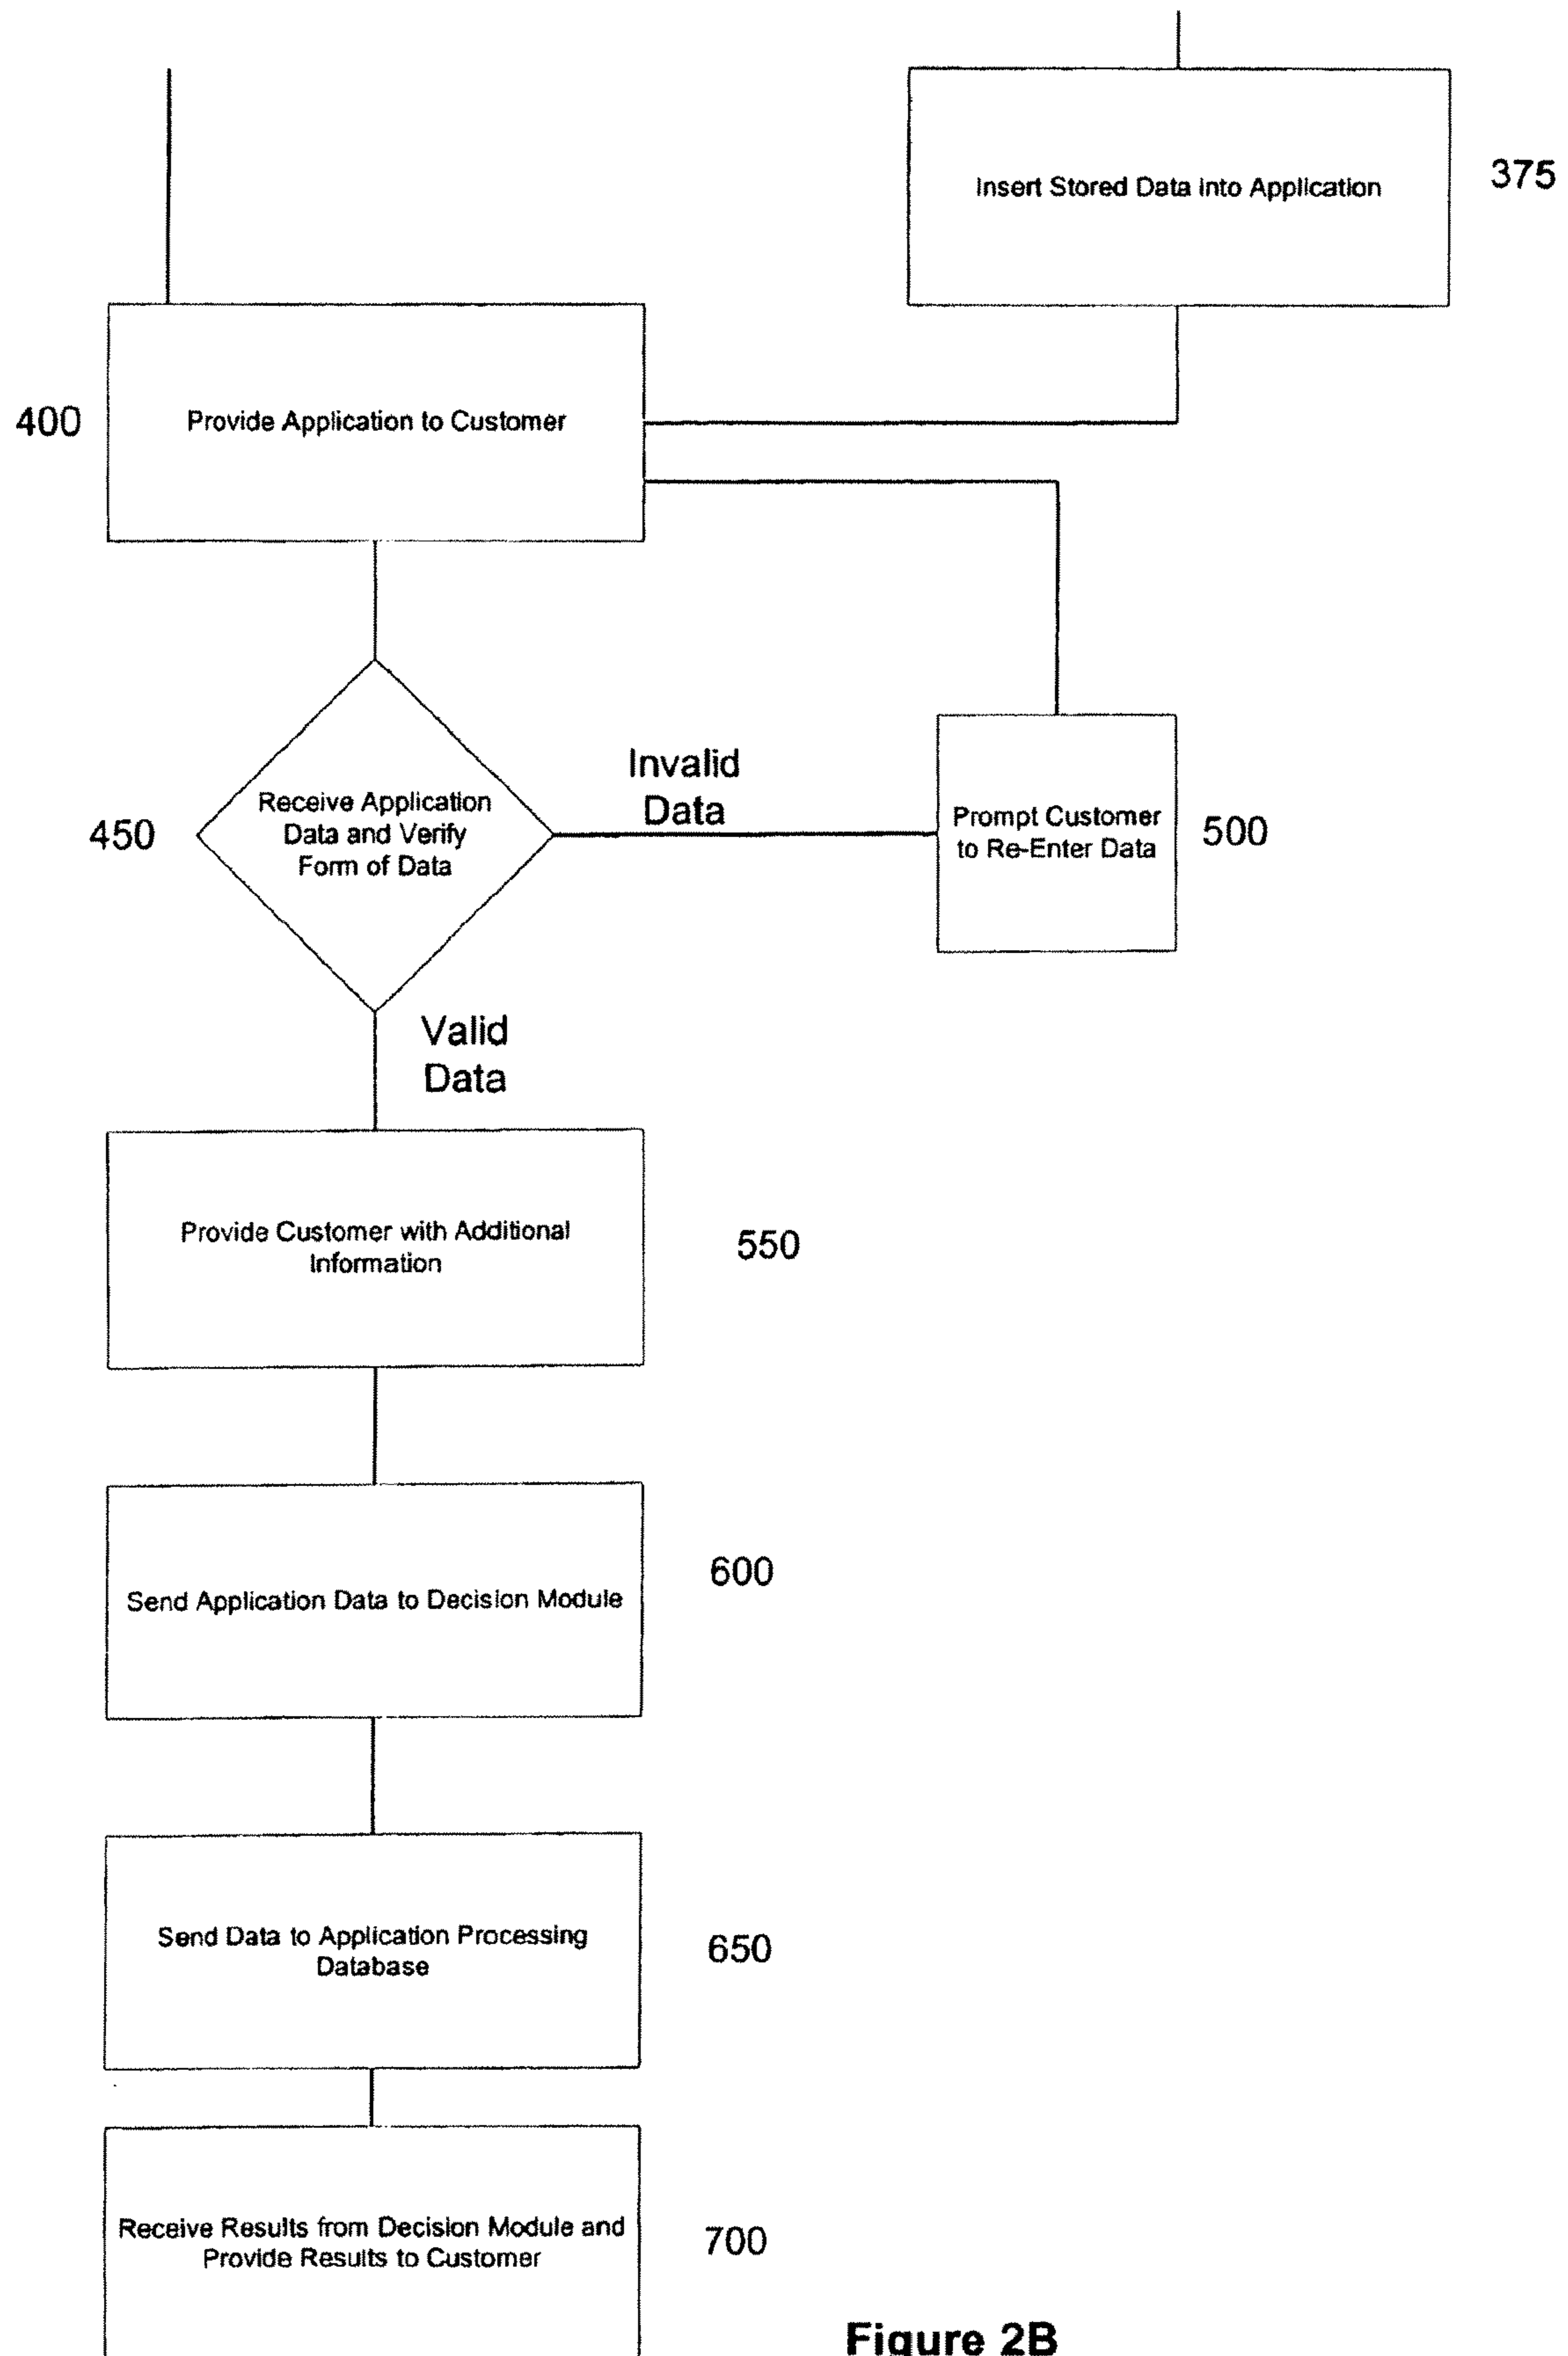 Insert Stored Data into Application
375
400
Provide Application to Customer
Invalid
Data
450
Receive Application
Data and Verify
Form of Data
Prompt Customer
to Re-Enter Data
500
Valid
Data
Provide Customer with Additional
Information
550
600
Send Application Data to Decision Module
Send Data to Application Processing
Database
650
Receive Results from Decision Module and
Provide Results to Customer
700
Figure 2B